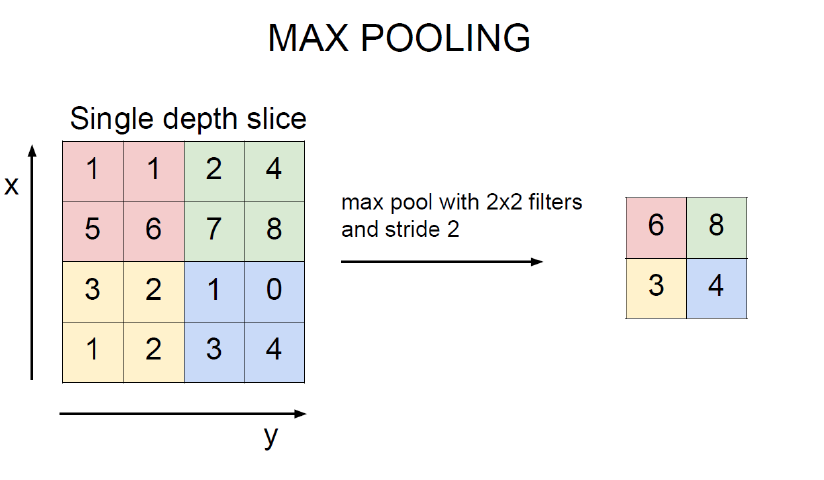 MAX POOLING
Single depth slice
x
1 1 2 4
5 6 7 8
3 2 1 0
1 2 3 4
y
max pool with 2x2 filters
and stride 2
6 8
3 4